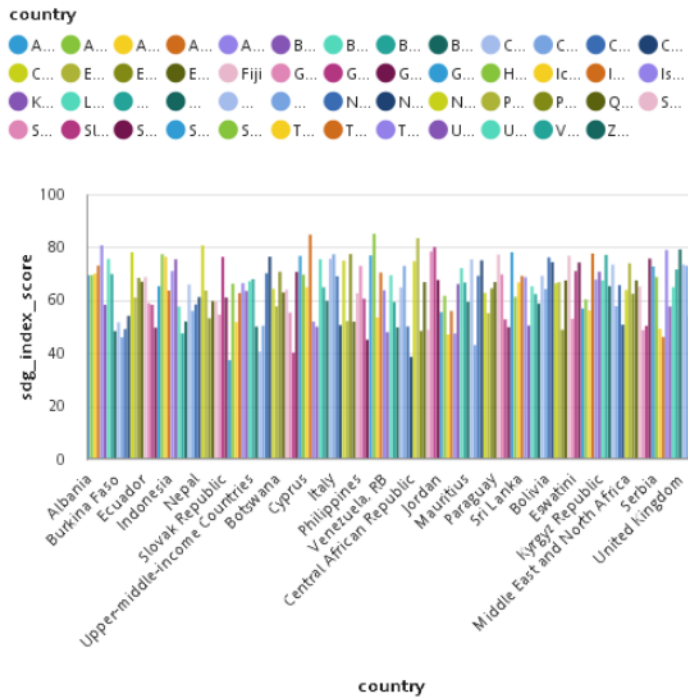 country
A... A... A... A... A... B... B... B... B... C... C... C... C...
C... E... E... E... Fiji G... G... G... G... H... Ic... I... Is...
K... L... ... ... ... ... N... N... N... P... P... Q... S...
S... Sl... S... S... S... T... T... T... U... U... V... Z...
100
80
60
40
20
0
sdg_index_score
Albania
Burkina Faso
Ecuador
Indonesia
Nepal
Slovak Republic
Upper-middle-income Countries
Botswana
Cyprus
Italy
Philippines
Venezuela, RB
Central African Republic
Jordan
Mauritius
Paraguay
Sri Lanka
Bolivia
Eswatini
Kyrgyz Republic
Middle East and North Africa
Serbia
United Kingdom
country